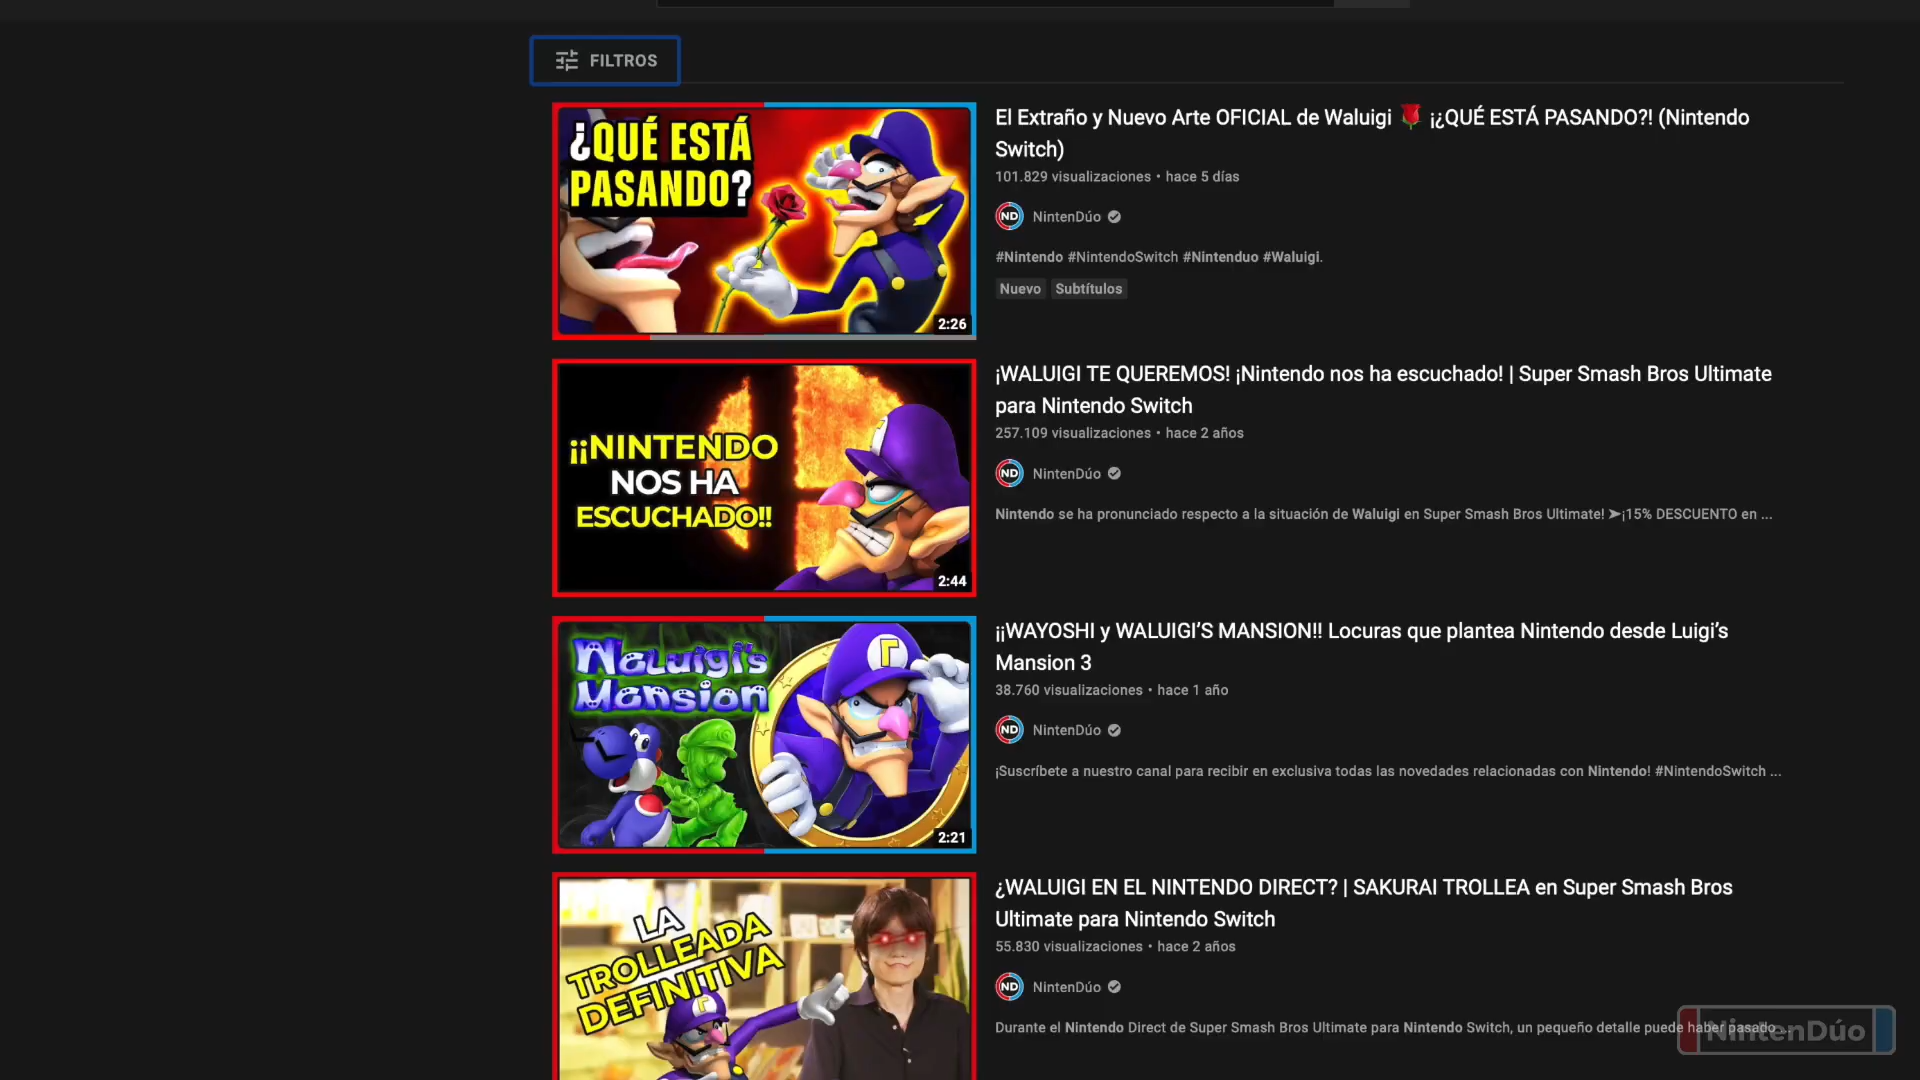 FILTROS
¿QUÉ ESTÁ
PASANDO?
2:26
El Extraño y Nuevo Arte OFICIAL de Waluigi 🌹 ¡¿QUÉ ESTÁ PASANDO?! (Nintendo
Switch)
101.829 visualizaciones • hace 5 días
ND NintenDúo
#Nintendo #NintendoSwitch #Nintenduo #Waluigi.
Nuevo Subtítulos
¡¡NINTENDO
NOS HA
ESCUCHADO!!
2:44
¡WALUIGI TE QUEREMOS! ¡Nintendo nos ha escuchado! | Super Smash Bros Ultimate
para Nintendo Switch
257.109 visualizaciones • hace 2 años
ND NintenDúo
Nintendo se ha pronunciado respecto a la situación de Waluigi en Super Smash Bros Ultimate! ➤¡15% DESCUENTO en ...
Waluigi's
Mansion
2:21
¡¡WAYOSHI y WALUIGI’S MANSION!! Locuras que plantea Nintendo desde Luigi’s
Mansion 3
38.760 visualizaciones • hace 1 año
ND NintenDúo
¡Suscríbete a nuestro canal para recibir en exclusiva todas las novedades relacionadas con Nintendo! #NintendoSwitch ...
LA
TROLLEADA
DEFINITIVA
¿WALUIGI EN EL NINTENDO DIRECT? | SAKURAI TROLLEA en Super Smash Bros
Ultimate para Nintendo Switch
55.830 visualizaciones • hace 2 años
ND NintenDúo
Durante el Nintendo Direct de Super Smash Bros Ultimate para Nintendo Switch, un pequeño detalle puede haber pasado ...
NintenDúo